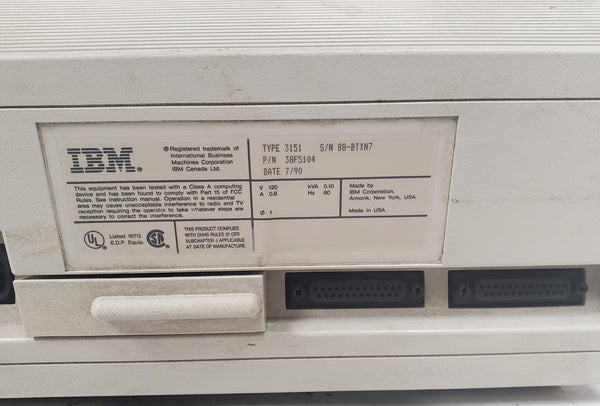 IBM.
® Registered trademark of
International Business
Machines Corporation
IBM Canada Ltd.
TYPE 3151 S/N 88-BTXN7
P/N 38F5104
DATE 7/90
This equipment has been tested with a Class A computing
device and has been found to comply with Part 15 of FCC
Rules. See instruction manual. Operation in a residential
area may cause unacceptable interference to radio and TV
reception requiring the operator to take whatever steps are
necessary to correct the interference.
V 120 kVA 0.10
A 0.8 Hz 60
Ø 1
Made by
IBM Corporation,
Armonk, New York, USA
Made in USA
UL
Listed 167G
E.D.P. Equip.
THIS PRODUCT COMPLIES
WITH DHHS RULES 21 CFR
SUBCHAPTER J APPLICABLE
AT DATE OF MANUFACTURE.